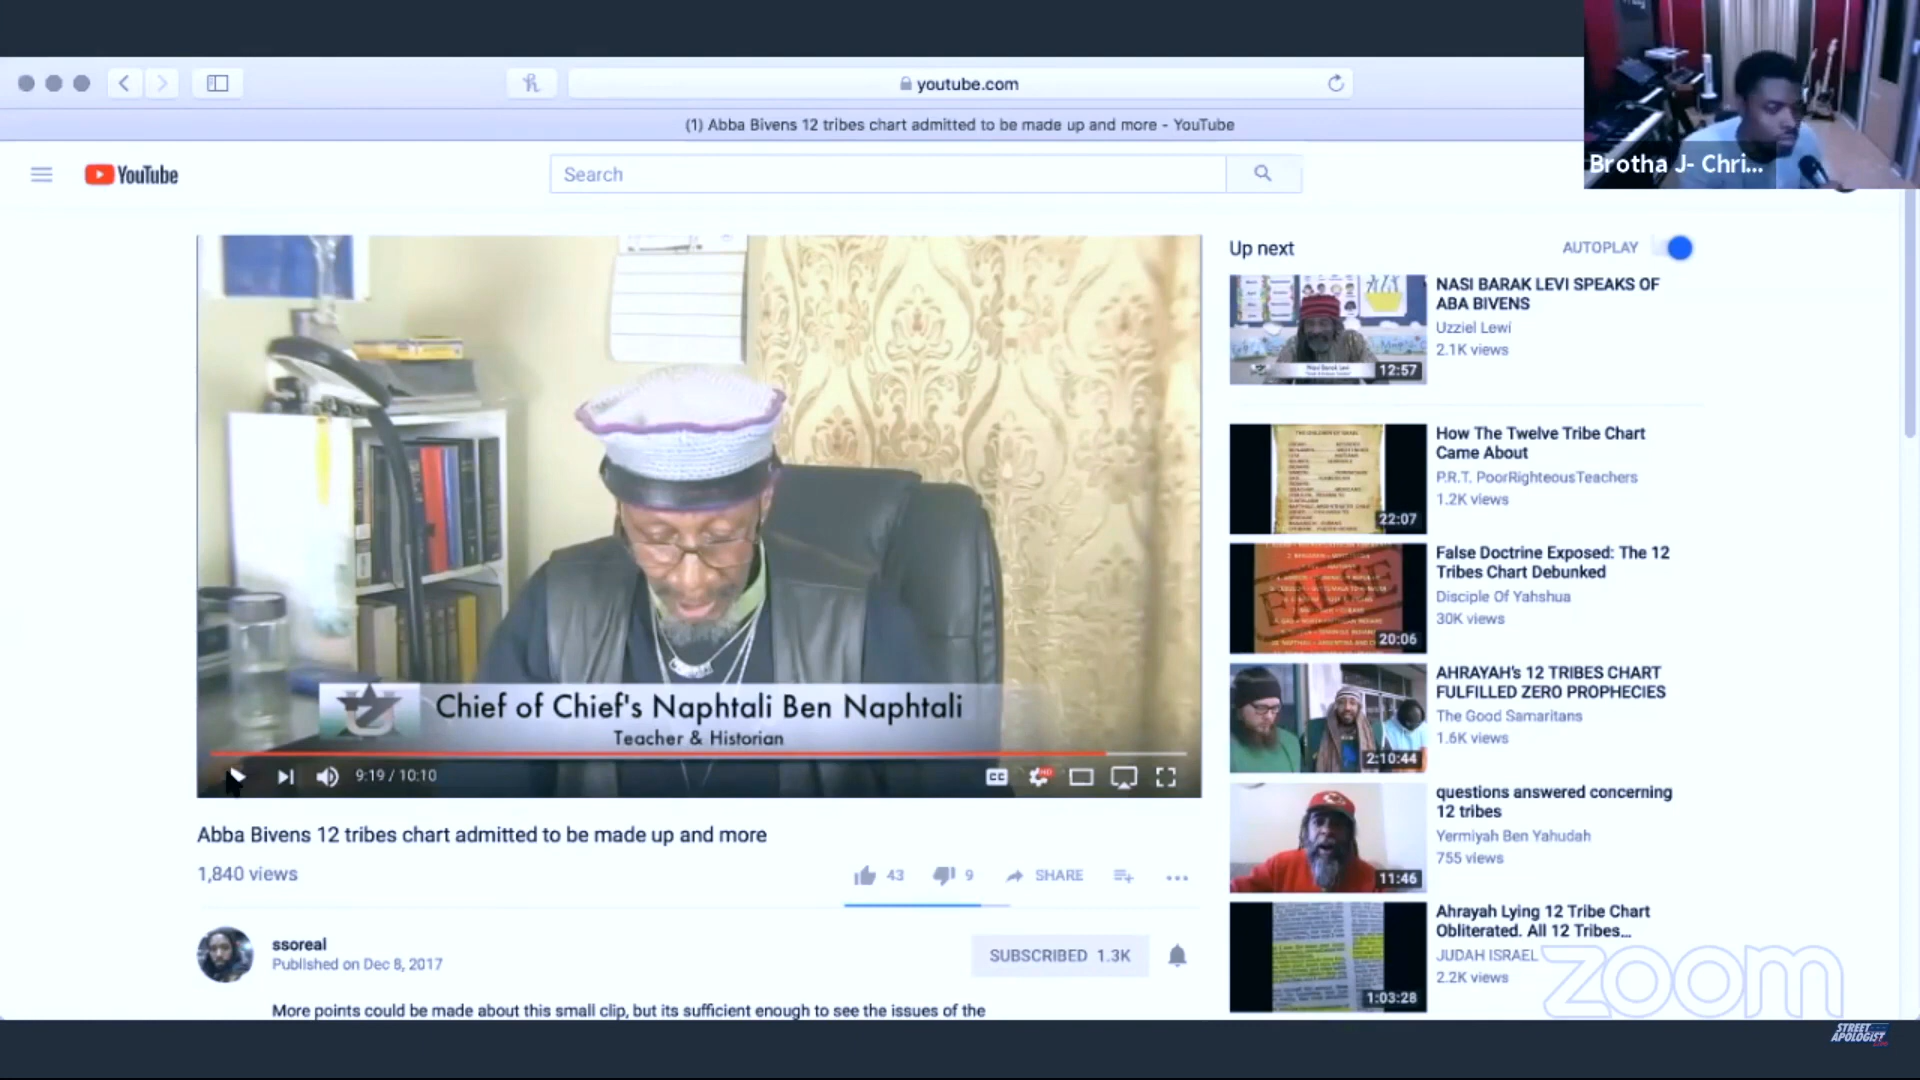 youtube.com
(1) Abba Bivens 12 tribes chart admitted to be made up and more - YouTube
Brotha J- Chri...
YouTube
Search
Up next
AUTOPLAY
NASI BARAK LEVI SPEAKS OF
ABA BIVENS
Uzziel Lewi
2.1K views
12:57
How The Twelve Tribe Chart
Came About
P.R.T. PoorRighteousTeachers
1.2K views
22:07
False Doctrine Exposed: The 12
Tribes Chart Debunked
Disciple Of Yahshua
30K views
FALSE
20:06
AHRAYAH's 12 TRIBES CHART
FULFILLED ZERO PROPHECIES
The Good Samaritans
1.6K views
2:10:44
questions answered concerning
12 tribes
Yermiyah Ben Yahudah
755 views
11:46
Ahrayah Lying 12 Tribe Chart
Obliterated. All 12 Tribes...
JUDAH ISRAEL
2.2K views
1:03:28
Chief of Chief's Naphtali Ben Naphtali
Teacher & Historian
9:19 / 10:10
CC
HD
Abba Bivens 12 tribes chart admitted to be made up and more
1,840 views
43
9
SHARE
ssoreal
Published on Dec 8, 2017
SUBSCRIBED 1.3K
More points could be made about this small clip, but its sufficient enough to see the issues of the
zoom
STREET
APOLOGIST